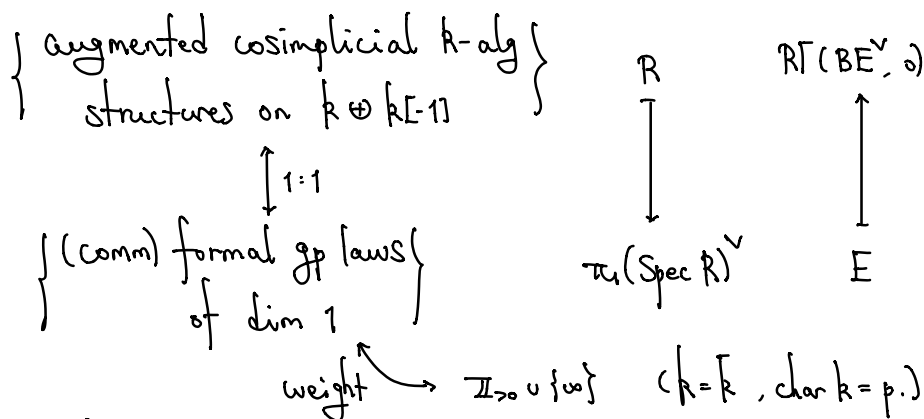 { augmented cosimplicial k-alg
structures on k ⊕ k[-1] }
R
RΓ(BE^∨, O)
1:1
{ (comm) formal gp laws
of dim 1 }
π₁(Spec R)^∨
E
weight
ℤ_{>0} ∪ {∞}
(k = k̄, char k = p.)